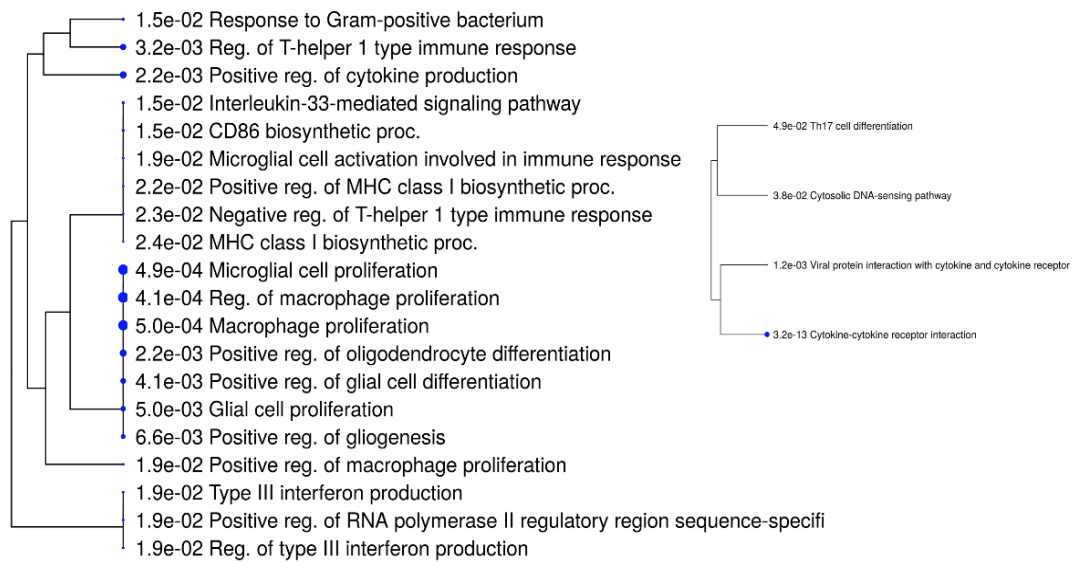 1.5e-02 Response to Gram-positive bacterium
3.2e-03 Reg. of T-helper 1 type immune response
2.2e-03 Positive reg. of cytokine production
1.5e-02 Interleukin-33-mediated signaling pathway
1.5e-02 CD86 biosynthetic proc.
1.9e-02 Microglial cell activation involved in immune response
2.2e-02 Positive reg. of MHC class I biosynthetic proc.
2.3e-02 Negative reg. of T-helper 1 type immune response
2.4e-02 MHC class I biosynthetic proc.
4.9e-04 Microglial cell proliferation
4.1e-04 Reg. of macrophage proliferation
5.0e-04 Macrophage proliferation
2.2e-03 Positive reg. of oligodendrocyte differentiation
4.1e-03 Positive reg. of glial cell differentiation
5.0e-03 Glial cell proliferation
6.6e-03 Positive reg. of gliogenesis
1.9e-02 Positive reg. of macrophage proliferation
1.9e-02 Type III interferon production
1.9e-02 Positive reg. of RNA polymerase II regulatory region sequence-specifi
1.9e-02 Reg. of type III interferon production
4.9e-02 Th17 cell differentiation
3.8e-02 Cytosolic DNA-sensing pathway
1.2e-03 Viral protein interaction with cytokine and cytokine receptor
3.2e-13 Cytokine-cytokine receptor interaction